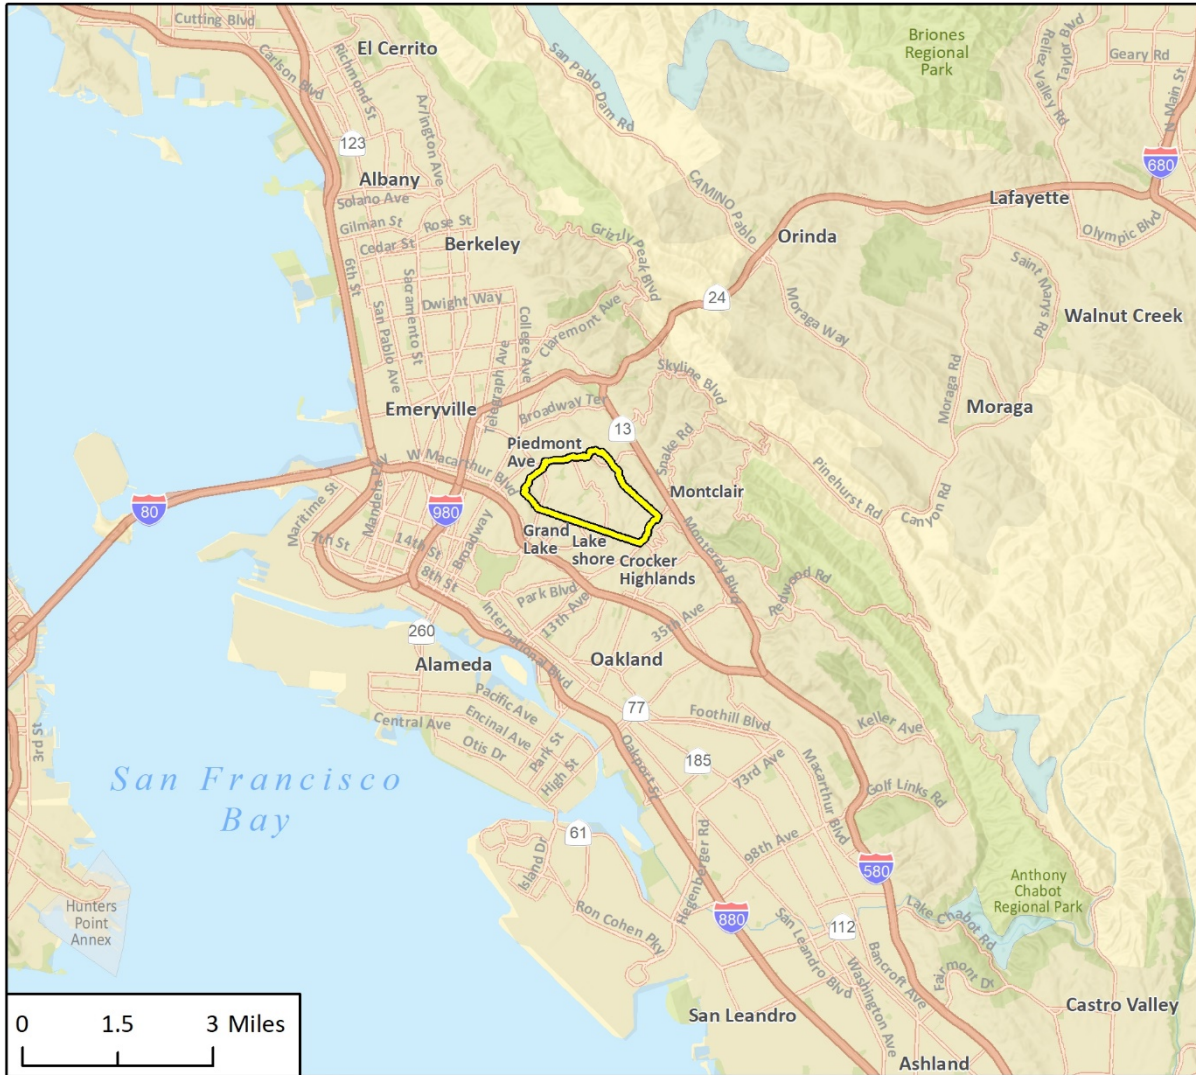 Cutting Blvd
Carlson Blvd
Richmond St
El Cerrito
Arlington Ave
San Pablo Dam Rd
Briones
Regional
Park
Reliez Valley Rd
Taylor Blvd
Geary Rd
N Main St
123
Albany
Solano Ave
Gilman St
Rose St
Cedar St
Berkeley
6th St
Sacramento St
San Pablo Ave
Dwight Way
College Ave
Telegraph Ave
Claremont Ave
Grizzly Peak Blvd
CAMINO Pablo
Orinda
Lafayette
680
Olympic Blvd
24
Moraga Way
Saint Marys Rd
Walnut Creek
Moraga Rd
Moraga
Skyline Blvd
Emeryville
Broadway Ter
13
Snake Rd
Piedmont
Ave
W Macarthur Blvd
Montclair
Pinehurst Rd
Canyon Rd
80
Maritime St
7th St
Mandela Pky
980
14th St
8th St
Broadway
Grand
Lake
Lake
shore
Crocker
Highlands
Monterey Blvd
Redwood Rd
Park Blvd
13th Ave
35th Ave
International Blvd
260
Alameda
Oakland
Pacific Ave
Central Ave
Encinal Ave
Otis Dr
Park St
High St
77
Foothill Blvd
Keller Ave
185
73rd Ave
Oakport St
Macarthur Blvd
Golf Links Rd
3rd St
San Francisco
Bay
61
Island Dr
Hegenberger Rd
98th Ave
580
Hunters
Point
Annex
Ron Cohen Pky
880
112
San Leandro Blvd
Washington Ave
Bancroft Ave
Lake Chabot Rd
Fairmont Dr
Anthony
Chabot
Regional Park
Castro Valley
San Leandro
Ashland
0 1.5 3 Miles